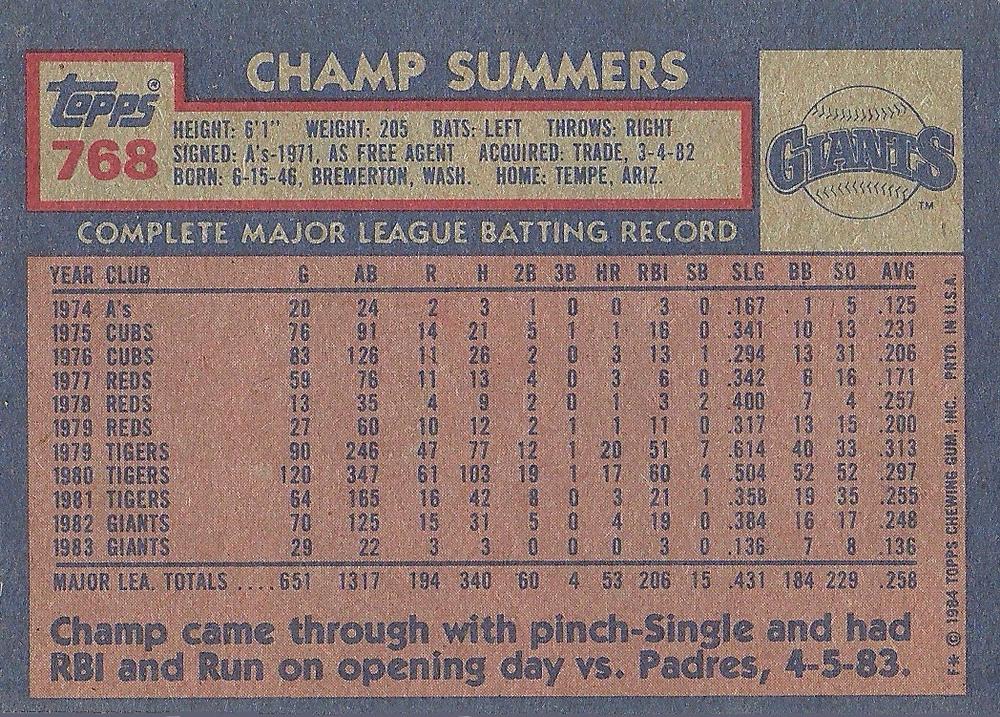 CHAMP SUMMERS
Topps®
768
HEIGHT: 6'1" WEIGHT: 205 BATS: LEFT THROWS: RIGHT
SIGNED: A's-1971, AS FREE AGENT ACQUIRED: TRADE, 3-4-82
BORN: 6-15-46, BREMERTON, WASH. HOME: TEMPE, ARIZ.
GIANTS
TM
COMPLETE MAJOR LEAGUE BATTING RECORD
YEAR CLUB G AB R H 2B 3B HR RBI SB SLG BB SO AVG
1974 A's 20 24 2 3 1 0 0 3 0 .167 1 5 .125
1975 CUBS 76 91 14 21 5 1 1 16 0 .341 10 13 .231
1976 CUBS 83 126 11 26 2 0 3 13 1 .294 13 31 .206
1977 REDS 59 76 11 13 4 0 3 6 0 .342 6 16 .171
1978 REDS 13 35 4 9 2 0 1 3 2 .400 7 4 .257
1979 REDS 27 60 10 12 2 1 1 11 0 .317 13 15 .200
1979 TIGERS 90 246 47 77 12 1 20 51 7 .614 40 33 .313
1980 TIGERS 120 347 61 103 19 1 17 60 4 .504 52 52 .297
1981 TIGERS 64 165 16 42 8 0 3 21 1 .358 19 35 .255
1982 GIANTS 70 125 15 31 5 0 4 19 0 .384 16 17 .248
1983 GIANTS 29 22 3 3 0 0 0 3 0 .136 7 8 .136
MAJOR LEA. TOTALS ....651 1317 194 340 60 4 53 206 15 .431 184 229 .258
Champ came through with pinch-Single and had
RBI and Run on opening day vs. Padres, 4-5-83.
F* © 1984 TOPPS CHEWING GUM, INC. PRTD. IN U.S.A.